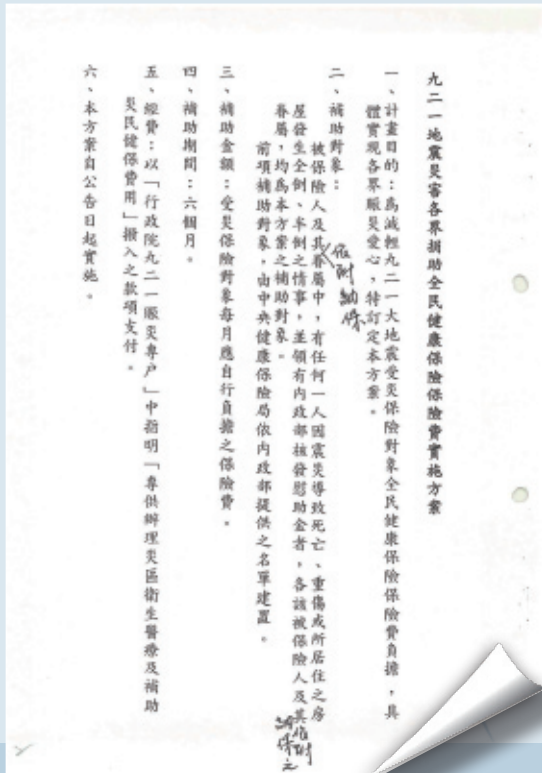 九二一地震災害各界捐助全民健康保險保險費實施方案
一、計畫目的：為減輕九二一大地震受災保險對象全民健康保險保險費負擔，具
體實現各界賑災愛心，特訂定本方案。
二、補助對象：
被保險人及其眷屬中，有任何一人因震災導致死亡、重傷或所居住之房
依附納保
屋發生全倒、半倒之情事，並領有內政部核發慰助金者，各該被保險人及其
依附納保之
眷屬，均為本方案之補助對象。
前項補助對象，由中央健康保險局依內政部提供之名單建置。
三、補助金額：受災保險對象每月應自行負擔之保險費。
四、補助期間：六個月。
五、經費：以「行政院九二一賑災專戶」中指明「專供辦理災區衛生醫療及補助
災民健保費用」撥入之款項支付。
六、本方案自公告日起實施。